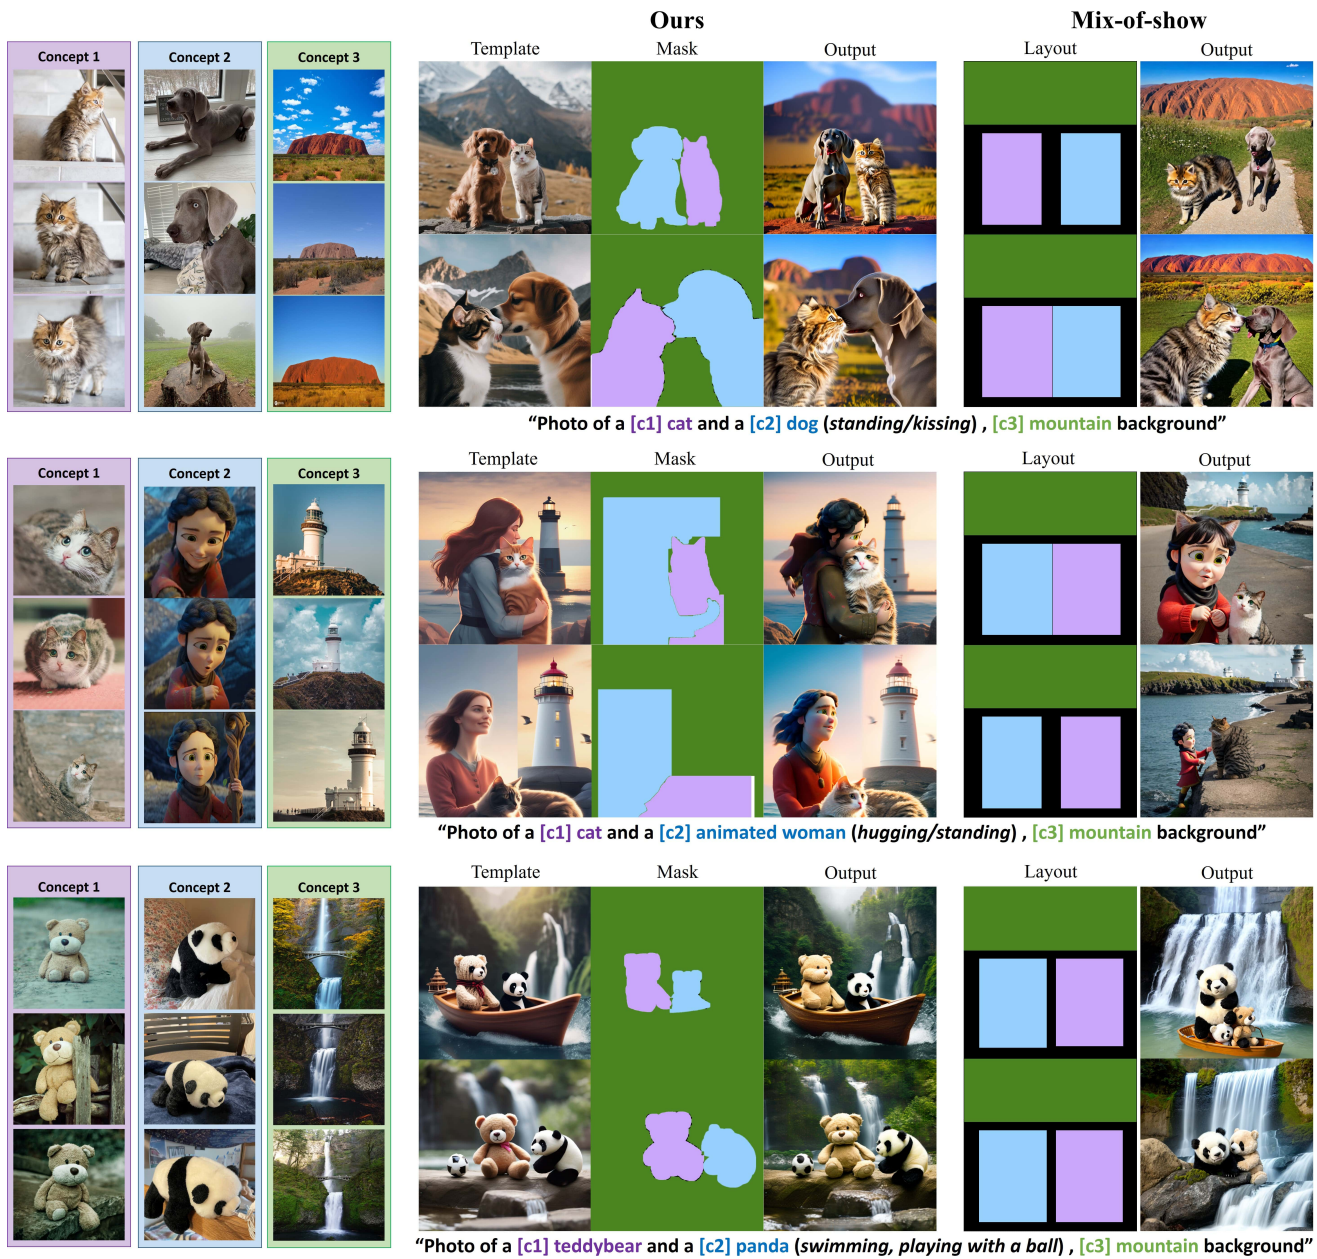 Ours
Mix-of-show
Concept 1
Concept 2
Concept 3
Template
Mask
Output
Layout
Output
“Photo of a [c1] cat and a [c2] dog (standing/kissing) , [c3] mountain background”
Concept 1
Concept 2
Concept 3
Template
Mask
Output
Layout
Output
“Photo of a [c1] cat and a [c2] animated woman (hugging/standing) , [c3] mountain background”
Concept 1
Concept 2
Concept 3
Template
Mask
Output
Layout
Output
“Photo of a [c1] teddybear and a [c2] panda (swimming, playing with a ball) , [c3] mountain background”